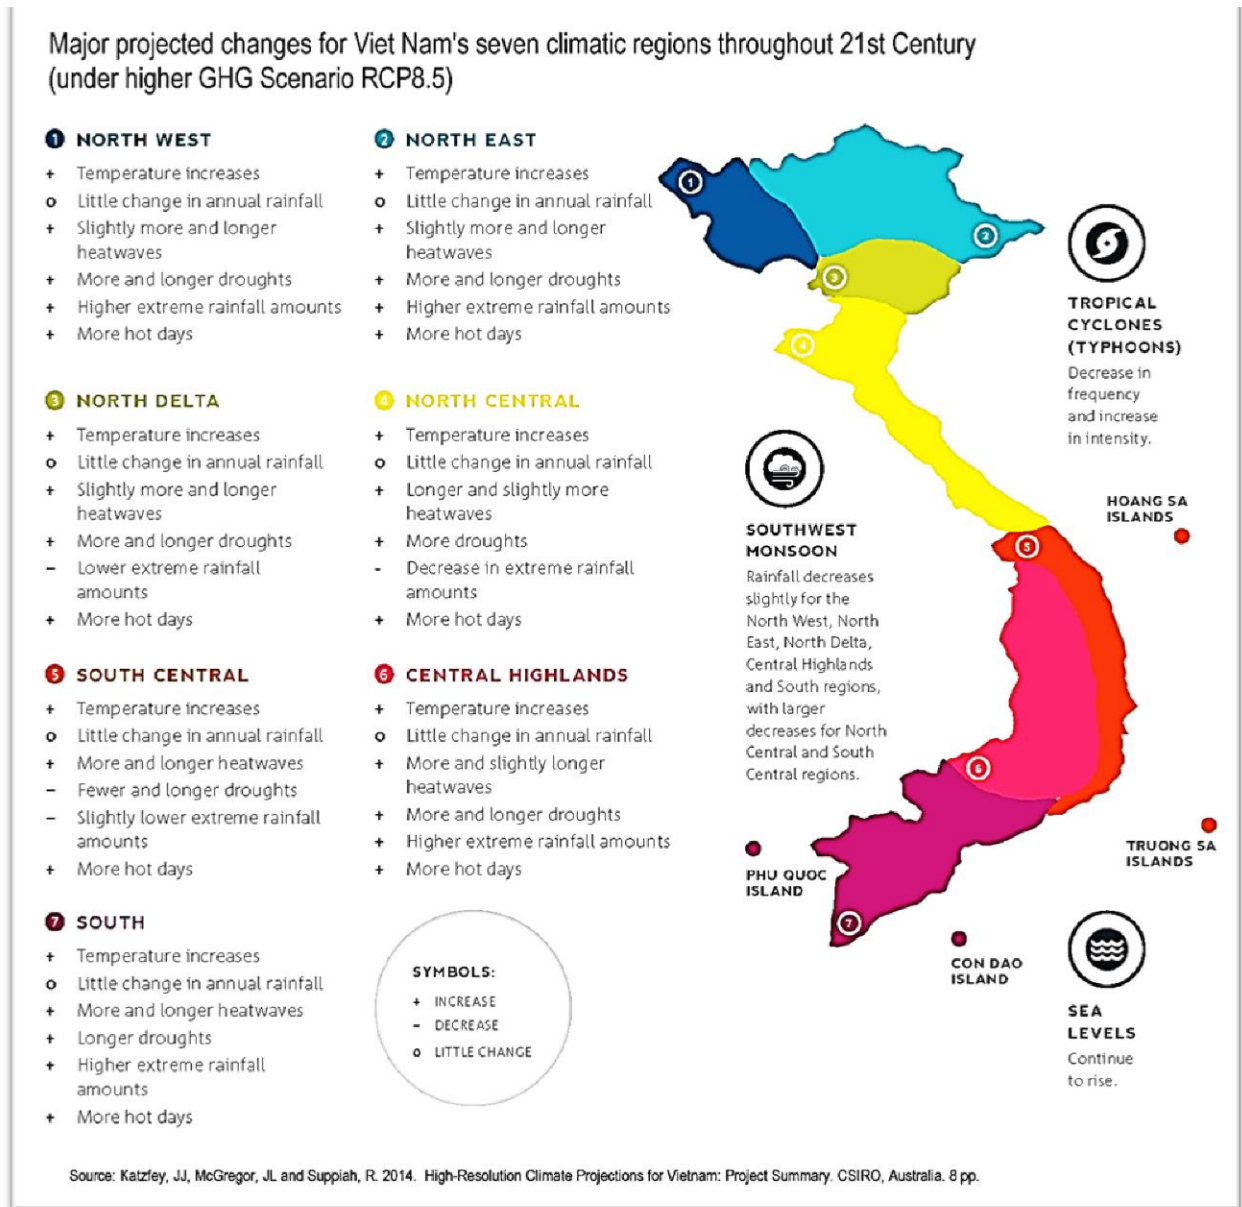 Major projected changes for Viet Nam's seven climatic regions throughout 21st Century
(under higher GHG Scenario RCP8.5)
1 NORTH WEST
+ Temperature increases
o Little change in annual rainfall
+ Slightly more and longer
heatwaves
+ More and longer droughts
+ Higher extreme rainfall amounts
+ More hot days
2 NORTH EAST
+ Temperature increases
o Little change in annual rainfall
+ Slightly more and longer
heatwaves
+ More and longer droughts
+ Higher extreme rainfall amounts
+ More hot days
3 NORTH DELTA
+ Temperature increases
o Little change in annual rainfall
+ Slightly more and longer
heatwaves
+ More and longer droughts
– Lower extreme rainfall
amounts
+ More hot days
4 NORTH CENTRAL
+ Temperature increases
o Little change in annual rainfall
+ Longer and slightly more
heatwaves
+ More droughts
- Decrease in extreme rainfall
amounts
+ More hot days
5 SOUTH CENTRAL
+ Temperature increases
o Little change in annual rainfall
+ More and longer heatwaves
– Fewer and longer droughts
– Slightly lower extreme rainfall
amounts
+ More hot days
6 CENTRAL HIGHLANDS
+ Temperature increases
o Little change in annual rainfall
+ More and slightly longer
heatwaves
+ More and longer droughts
+ Higher extreme rainfall amounts
+ More hot days
7 SOUTH
+ Temperature increases
o Little change in annual rainfall
+ More and longer heatwaves
+ Longer droughts
+ Higher extreme rainfall
amounts
+ More hot days
SYMBOLS:
+ INCREASE
– DECREASE
o LITTLE CHANGE
1
2
3
4
5
6
7
TROPICAL
CYCLONES
(TYPHOONS)
Decrease in
frequency
and increase
in intensity.
SOUTHWEST
MONSOON
Rainfall decreases
slightly for the
North West, North
East, North Delta,
Central Highlands
and South regions,
with larger
decreases for North
Central and South
Central regions.
HOANG SA
ISLANDS
TRUONG SA
ISLANDS
PHU QUOC
ISLAND
CON DAO
ISLAND
SEA
LEVELS
Continue
to rise.
Source: Katzfey, JJ, McGregor, JL and Suppiah, R. 2014. High-Resolution Climate Projections for Vietnam: Project Summary. CSIRO, Australia. 8 pp.